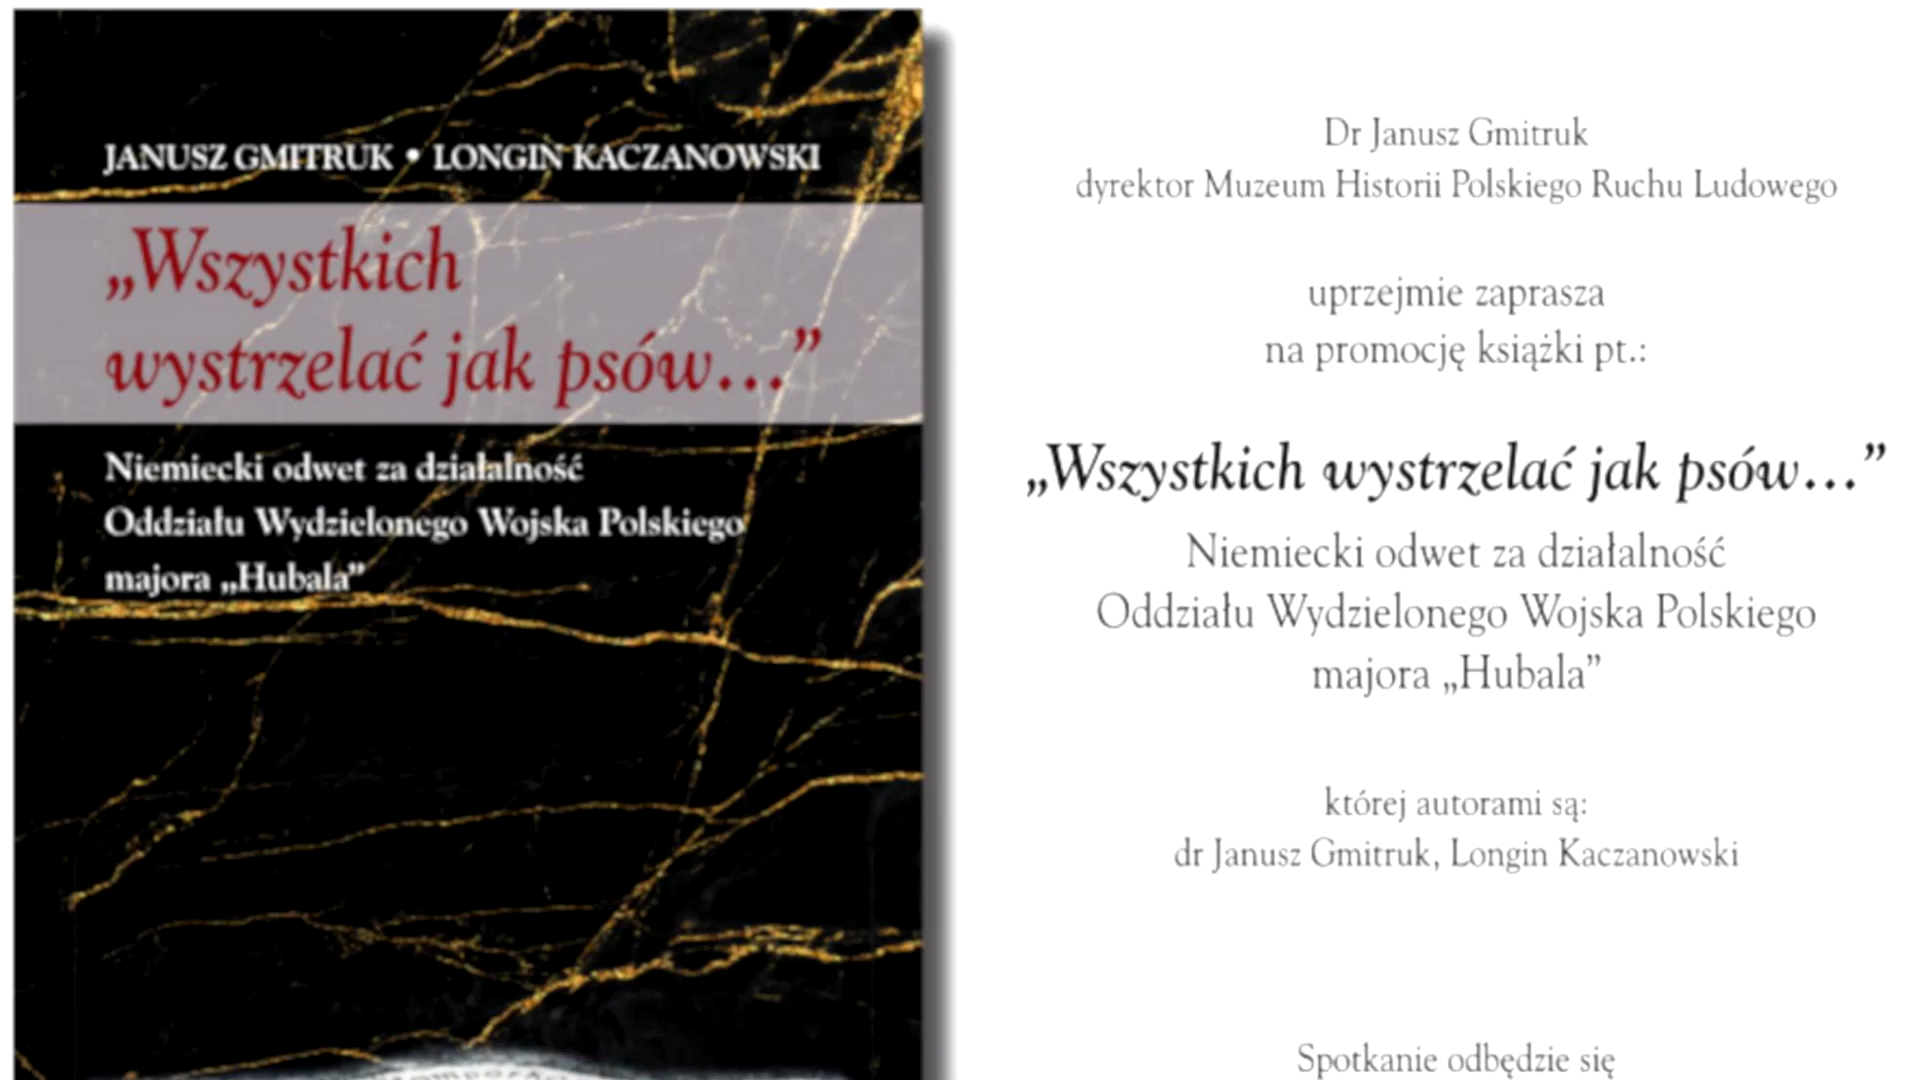 JANUSZ GMITRUK • LONGIN KACZANOWSKI
„Wszystkich
wystrzelać jak psów…”
Niemiecki odwet za działalność
Oddziału Wydzielonego Wojska Polskiego
majora „Hubala”
Dr Janusz Gmitruk
dyrektor Muzeum Historii Polskiego Ruchu Ludowego
uprzejmie zaprasza
na promocję książki pt.:
„Wszystkich wystrzelać jak psów…”
Niemiecki odwet za działalność
Oddziału Wydzielonego Wojska Polskiego
majora „Hubala”
której autorami są:
dr Janusz Gmitruk, Longin Kaczanowski
Spotkanie odbędzie się